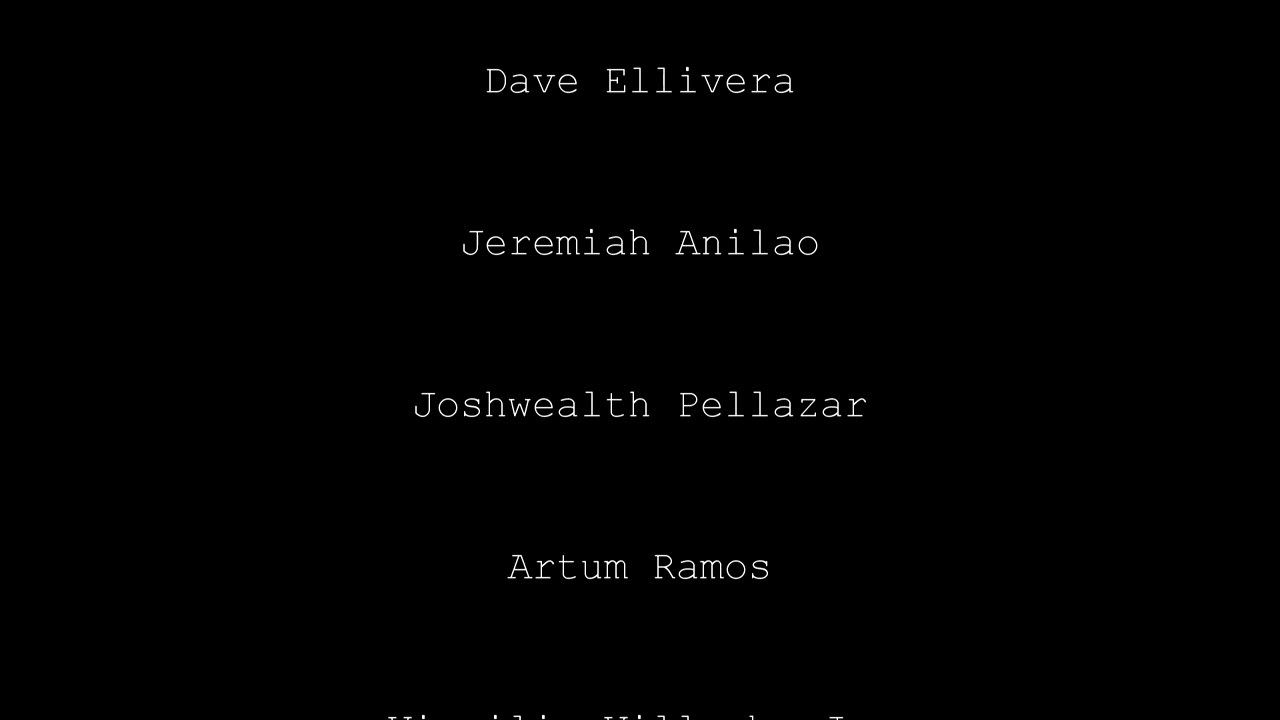 Dave Ellivera
Jeremiah Anilao
Joshwealth Pellazar
Artum Ramos